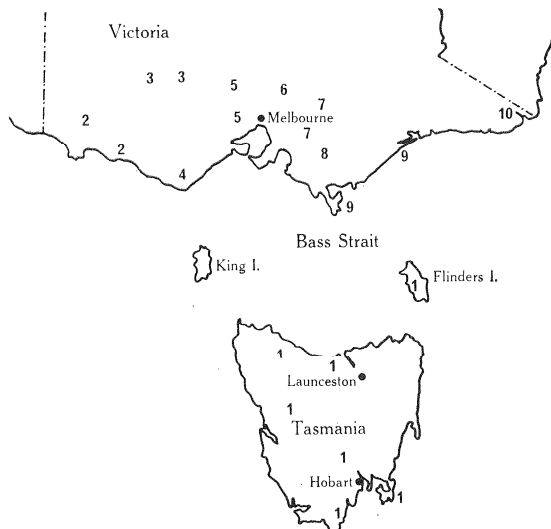 Victoria
3 3 5 6
7
10
2 5 Melbourne
7
2 8 9
4
9
Bass Strait
King I.
1 Flinders I.
1
1
Launceston
1
Tasmania
1
Hobart
1
1